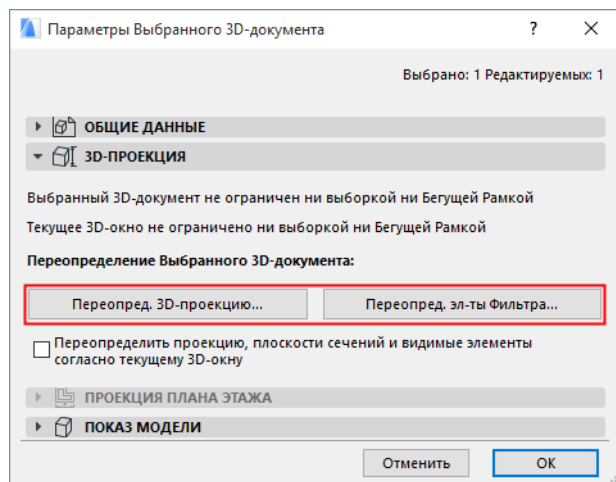 Параметры Выбранного 3D-документа
Выбрано: 1 Редактируемых: 1
ОБЩИЕ ДАННЫЕ
3D-ПРОЕКЦИЯ
Выбранный 3D-документ не ограничен ни выборкой ни Бегущей Рамкой
Текущее 3D-окно не ограничено ни выборкой ни Бегущей Рамкой
Переопределение Выбранного 3D-документа:
Переопред. 3D-проекцию... Переопред. эл-ты Фильтра...
Переопределить проекцию, плоскости сечений и видимые элементы
согласно текущему 3D-окну
ПРОЕКЦИЯ ПЛАНА ЭТАЖА
ПОКАЗ МОДЕЛИ
Отменить OK